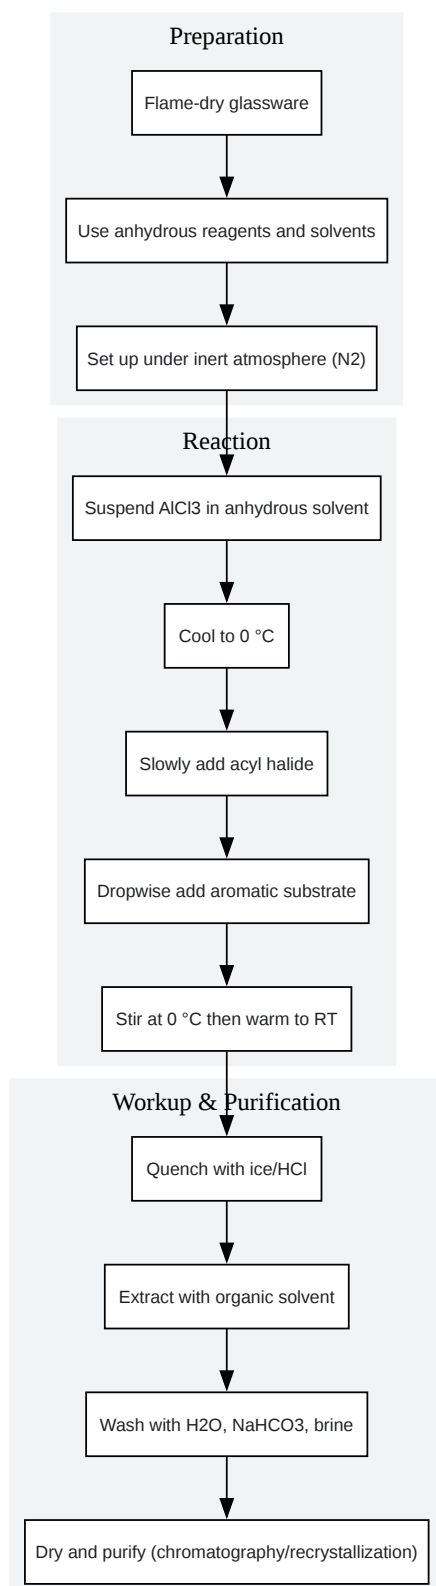 Preparation
Flame-dry glassware
Use anhydrous reagents and solvents
Set up under inert atmosphere (N2)
Reaction
Suspend AlCl3 in anhydrous solvent
Cool to 0 °C
Slowly add acyl halide
Dropwise add aromatic substrate
Stir at 0 °C then warm to RT
Workup & Purification
Quench with ice/HCl
Extract with organic solvent
Wash with H2O, NaHCO3, brine
Dry and purify (chromatography/recrystallization)